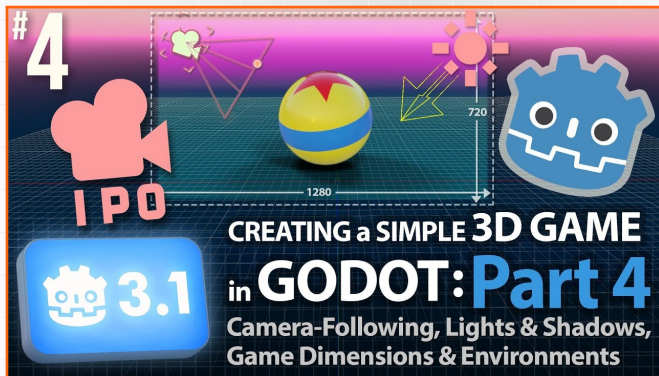 #4
720
1280
IPO
3.1
CREATING a SIMPLE 3D GAME
in GODOT: Part 4
Camera-Following, Lights & Shadows,
Game Dimensions & Environments